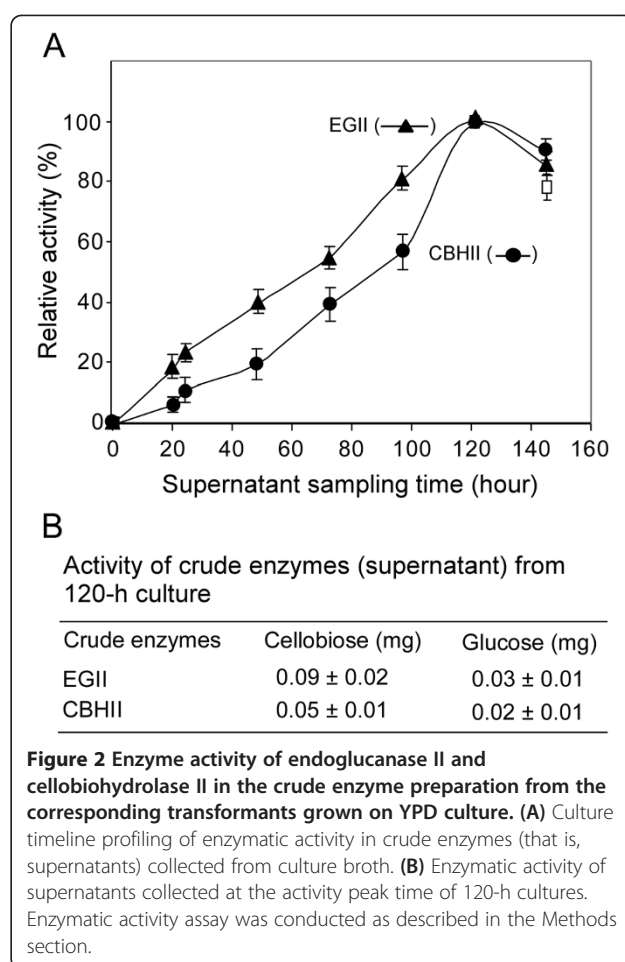 A
EGII (—▲—)
CBHII (—●—)
Relative activity (%)
100
80
60
40
20
0
0 20 40 60 80 100 120 140 160
Supernatant sampling time (hour)
B
Activity of crude enzymes (supernatant) from
120-h culture
Crude enzymes Cellobiose (mg) Glucose (mg)
EGII 0.09 ± 0.02 0.03 ± 0.01
CBHII 0.05 ± 0.01 0.02 ± 0.01
Figure 2 Enzyme activity of endoglucanase II and
cellobiohydrolase II in the crude enzyme preparation from the
corresponding transformants grown on YPD culture. (A) Culture
timeline profiling of enzymatic activity in crude enzymes (that is,
supernatants) collected from culture broth. (B) Enzymatic activity of
supernatants collected at the activity peak time of 120-h cultures.
Enzymatic activity assay was conducted as described in the Methods
section.